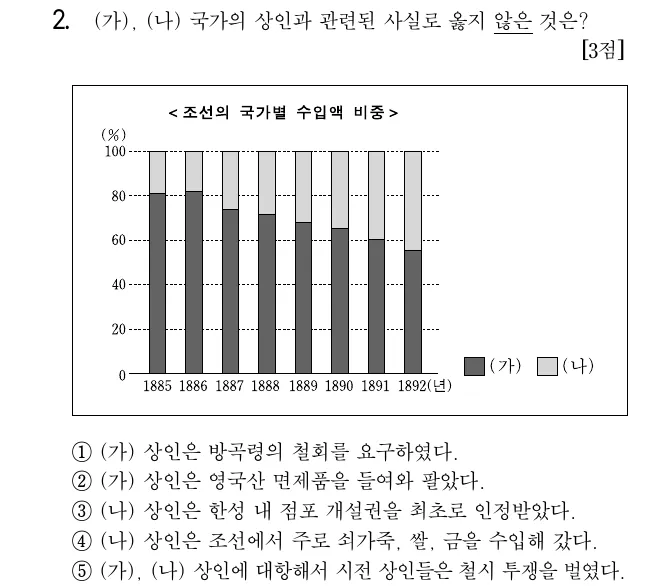 2. (가), (나) 국가의 상인과 관련된 사실로 옳지 않은 것은?
[3점]
<조선의 국가별 수입액 비중>
(%)
100
80
60
40
20
0
1885 1886 1887 1888 1889 1890 1891 1892(년)
(가) (나)
① (가) 상인은 방곡령의 철회를 요구하였다.
② (가) 상인은 영국산 면제품을 들여와 팔았다.
③ (나) 상인은 한성 내 점포 개설권을 최초로 인정받았다.
④ (나) 상인은 조선에서 주로 쇠가죽, 쌀, 금을 수입해 갔다.
⑤ (가), (나) 상인에 대항해서 시전 상인들은 철시 투쟁을 벌였다.